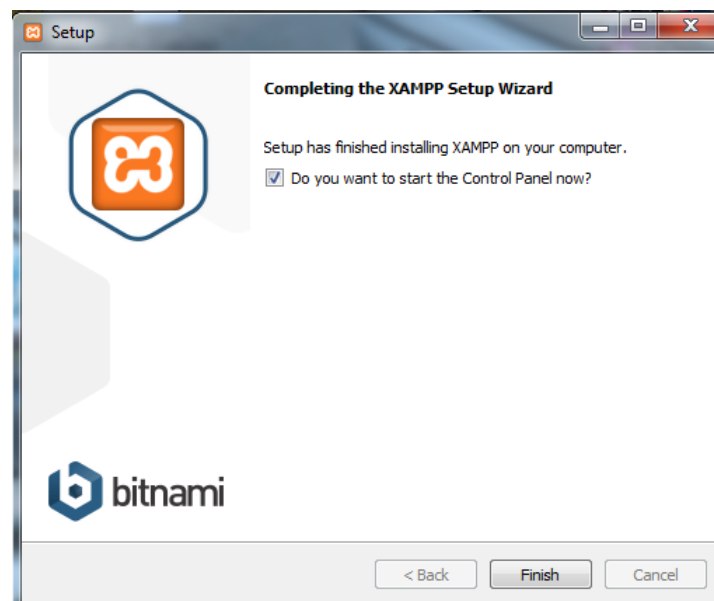 Setup
Completing the XAMPP Setup Wizard
Setup has finished installing XAMPP on your computer.
Do you want to start the Control Panel now?
bitnami
< Back
Finish
Cancel